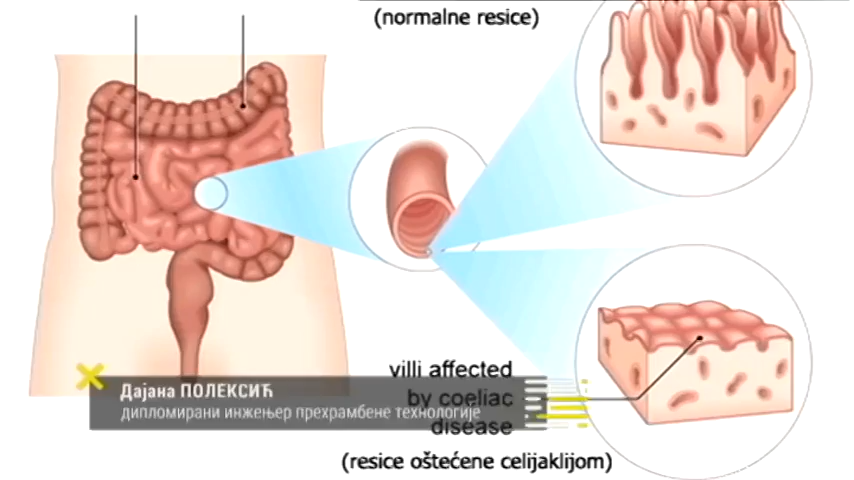 (normalne resice)
villi affected
by coeliac
disease
(resice oštećene celijaklijom)
Дајана ПОЛЕКСИЋ
дипломирани инжењер прехрамбене технологије